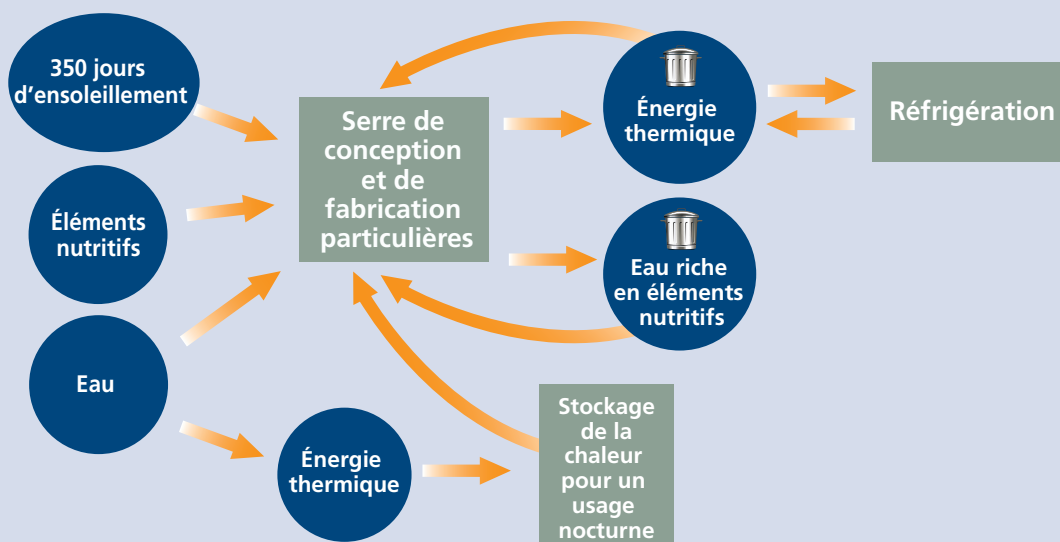 350 jours
d'ensoleillement
Éléments
nutritifs
Eau
Serre de
conception
et de
fabrication
particulières
Énergie
thermique
Réfrigération
Eau riche
en éléments
nutritifs
Énergie
thermique
Stockage
de la
chaleur
pour un
usage
nocturne